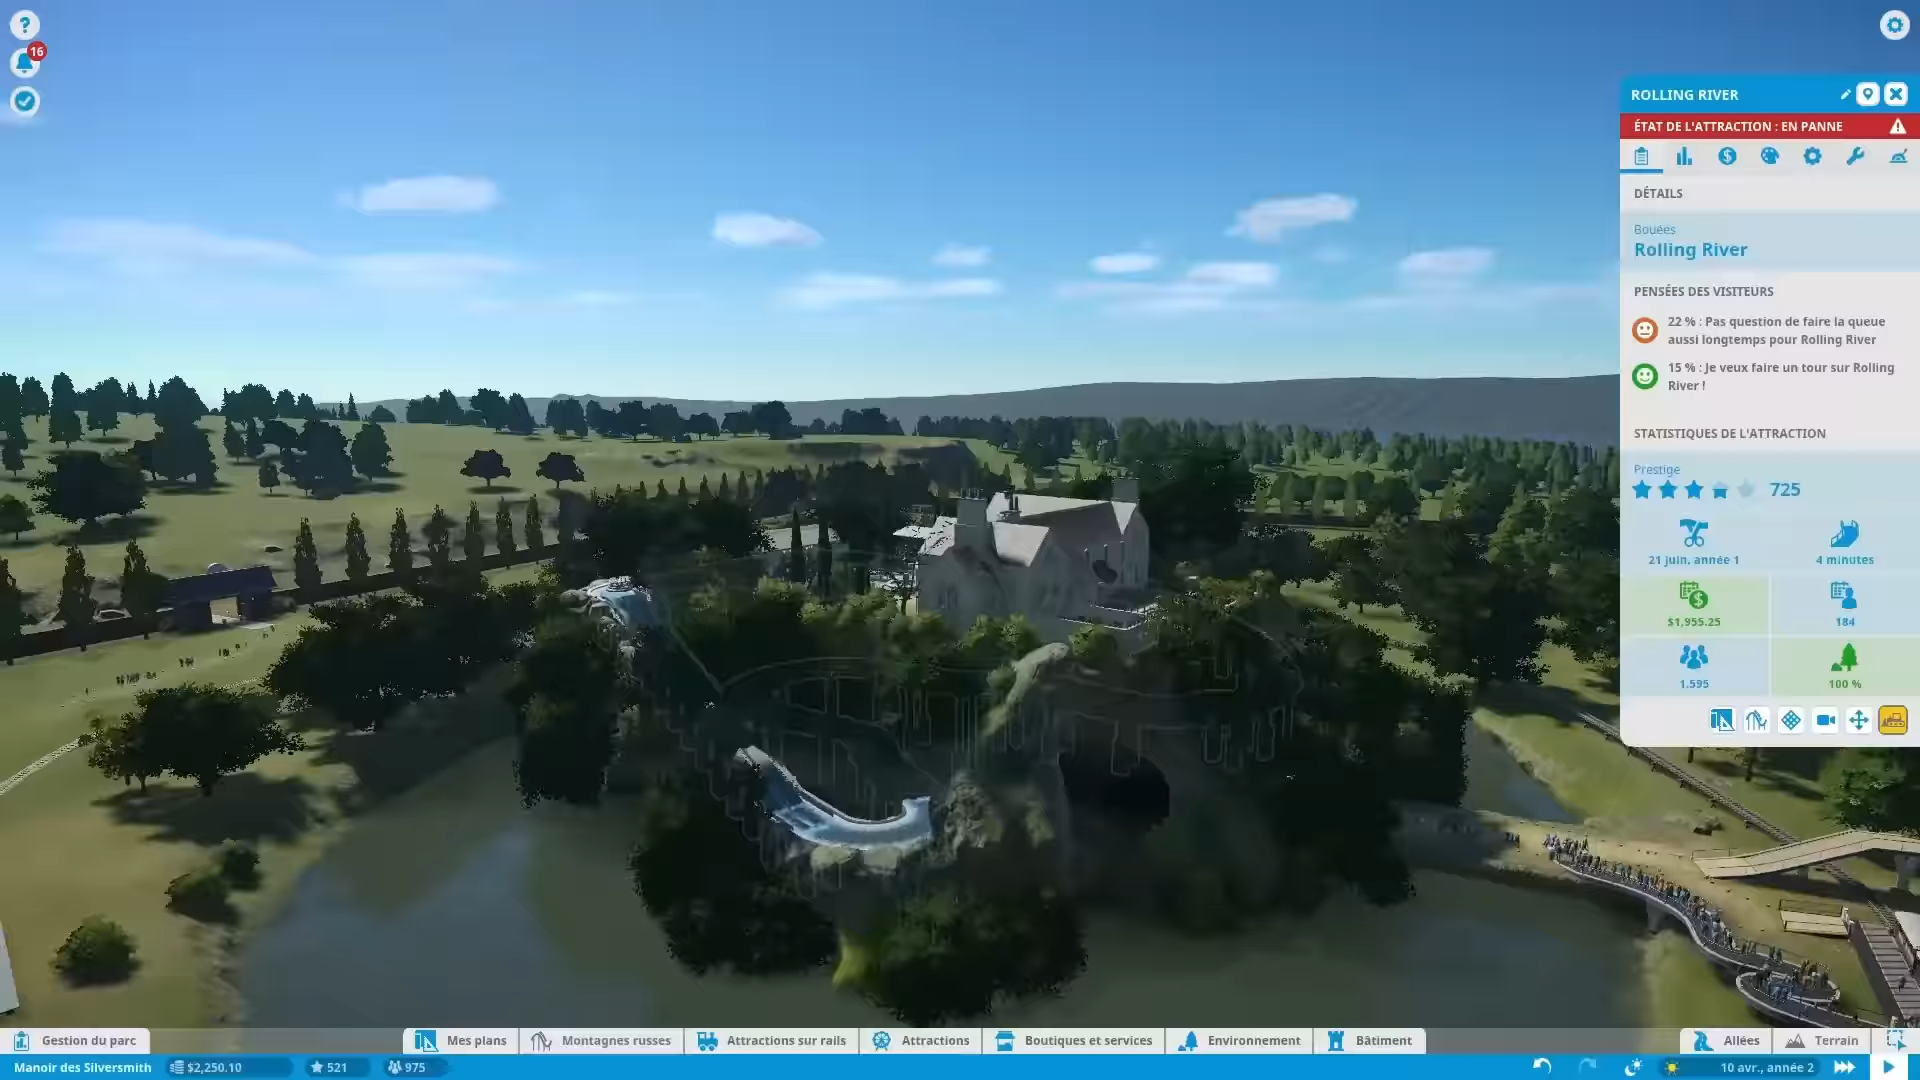 ?
16
ROLLING RIVER
ÉTAT DE L'ATTRACTION : EN PANNE
DÉTAILS
Bouées
Rolling River
PENSÉES DES VISITEURS
22 % : Pas question de faire la queue
aussi longtemps pour Rolling River
15 % : Je veux faire un tour sur Rolling
River !
STATISTIQUES DE L'ATTRACTION
Prestige
725
21 juin, année 1
4 minutes
$1,955.25
184
1.595
100 %
Gestion du parc
Mes plans
Montagnes russes
Attractions sur rails
Attractions
Boutiques et services
Environnement
Bâtiment
Allées
Terrain
Manoir des Silversmith
$2,250.10
521
975
10 avr., année 2